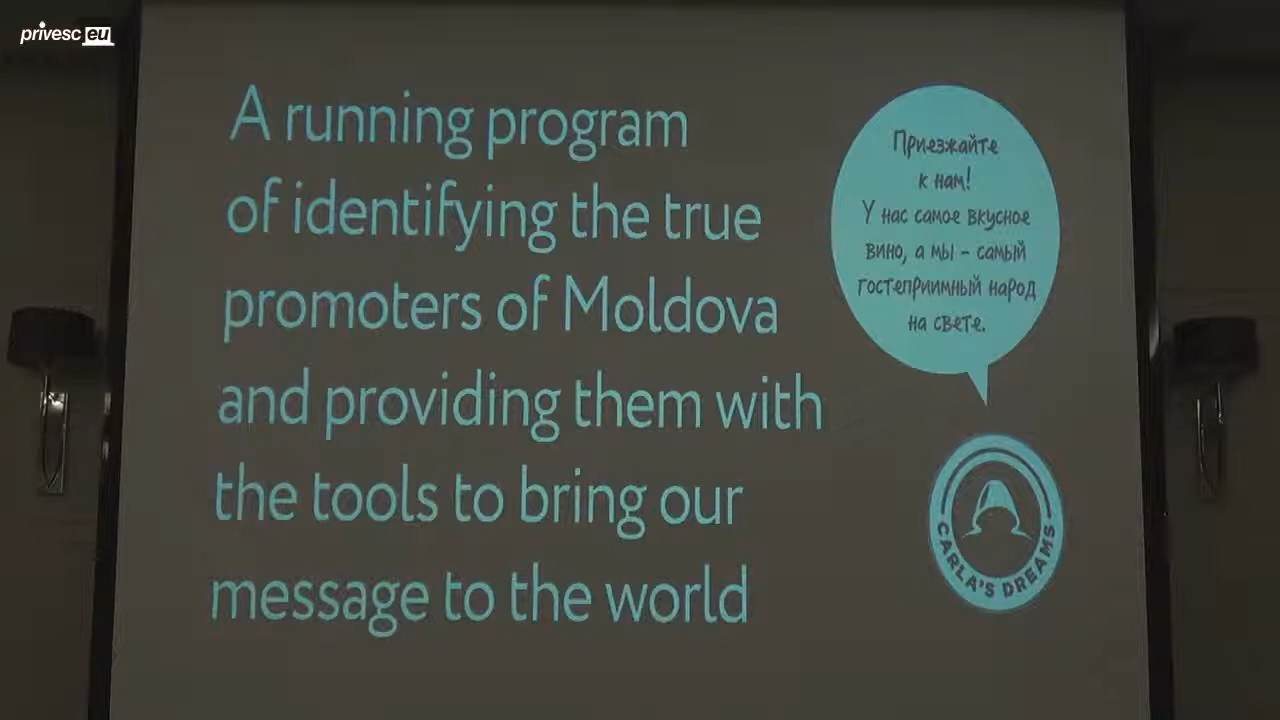 privesc eu
A running program
of identifying the true
promoters of Moldova
and providing them with
the tools to bring our
message to the world
Приезжайте
к нам!
У нас самое вкусное
вино, а мы – самый
гостеприимный народ
на свете.
CARLA'S DREAMS